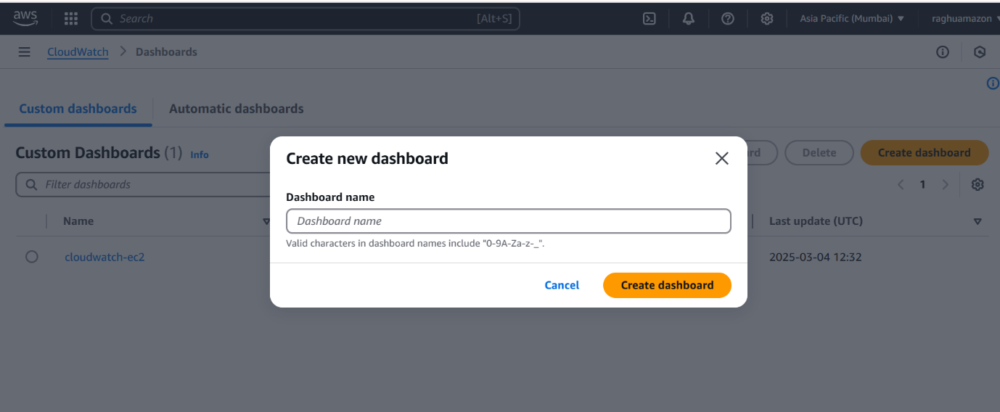 aws
Search [Alt+S]
Asia Pacific (Mumbai)
raghuamazon
CloudWatch > Dashboards
Custom dashboards
Automatic dashboards
Custom Dashboards (1) Info
rd
Delete
Create dashboard
Filter dashboards
1
Name
Last update (UTC)
cloudwatch-ec2
2025-03-04 12:32
Create new dashboard
Dashboard name
Dashboard name
Valid characters in dashboard names include "0-9A-Za-z-_".
Cancel
Create dashboard